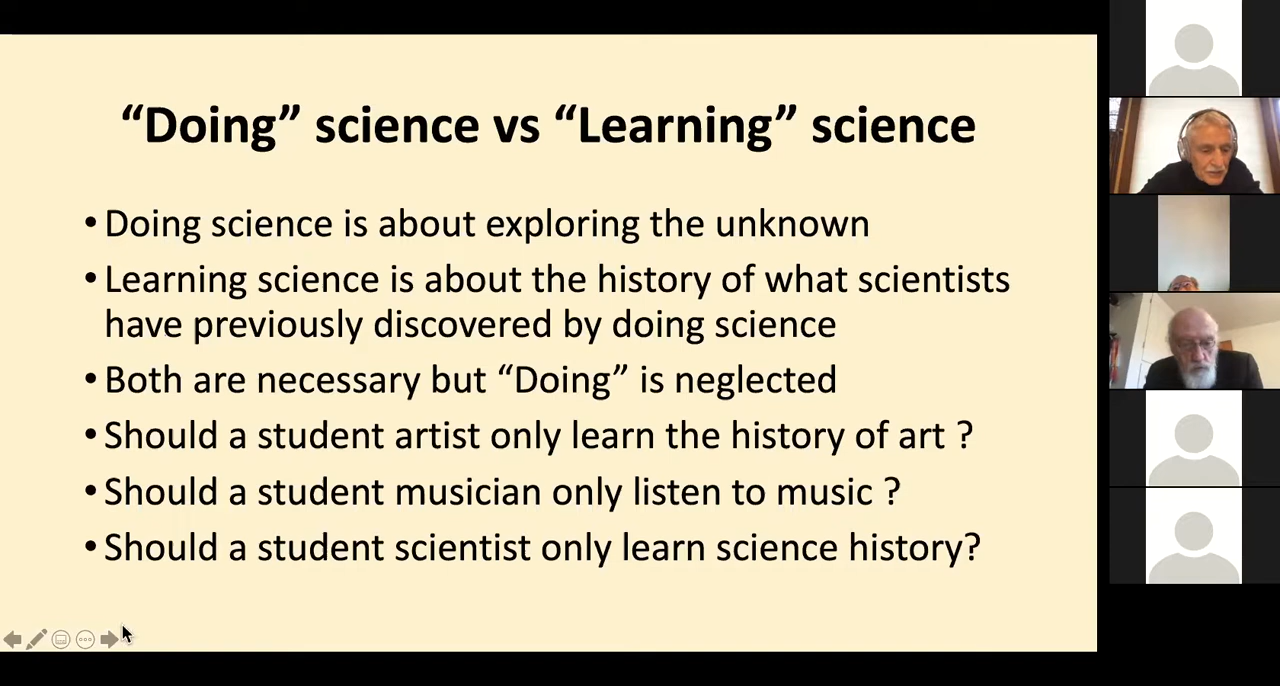 “Doing” science vs “Learning” science
• Doing science is about exploring the unknown
• Learning science is about the history of what scientists
have previously discovered by doing science
• Both are necessary but “Doing” is neglected
• Should a student artist only learn the history of art ?
• Should a student musician only listen to music ?
• Should a student scientist only learn science history?